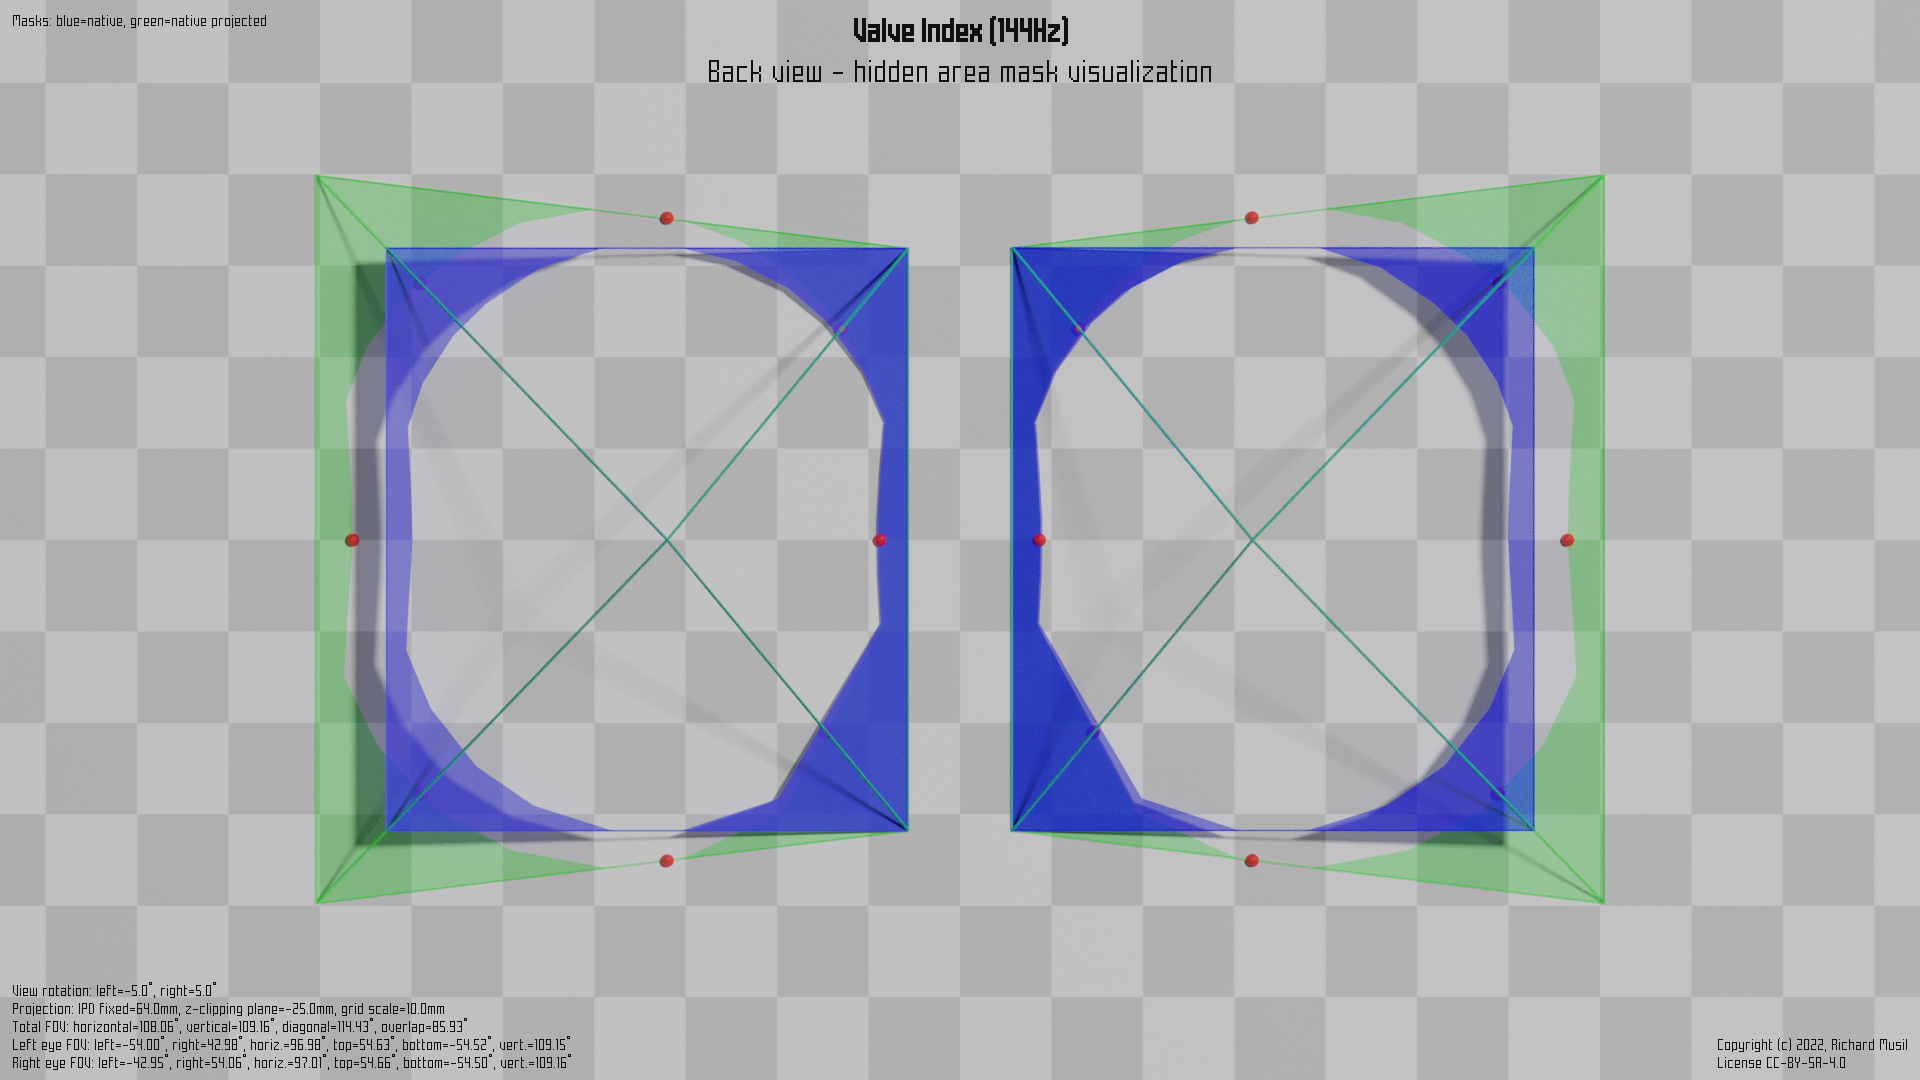 Masks: blue=native, green=native projected
Valve Index (144Hz)
Back view - hidden area mask visualization
View rotation: left=-5.0°, right=5.0°
Projection: IPD fixed=64.0mm, z-clipping plane=-25.0mm, grid scale=10.0mm
Total FOV: horizontal=108.06°, vertical=109.16°, diagonal=114.43°, overlap=85.93°
Left eye FOV: left=-54.00°, right=42.98°, horiz.=96.98°, top=54.63°, bottom=-54.52°, vert.=109.15°
Right eye FOV: left=-42.95°, right=54.06°, horiz.=97.01°, top=54.66°, bottom=-54.50°, vert.=109.16°
Copyright (c) 2022, Richard Musil
License CC-BY-SA-4.0